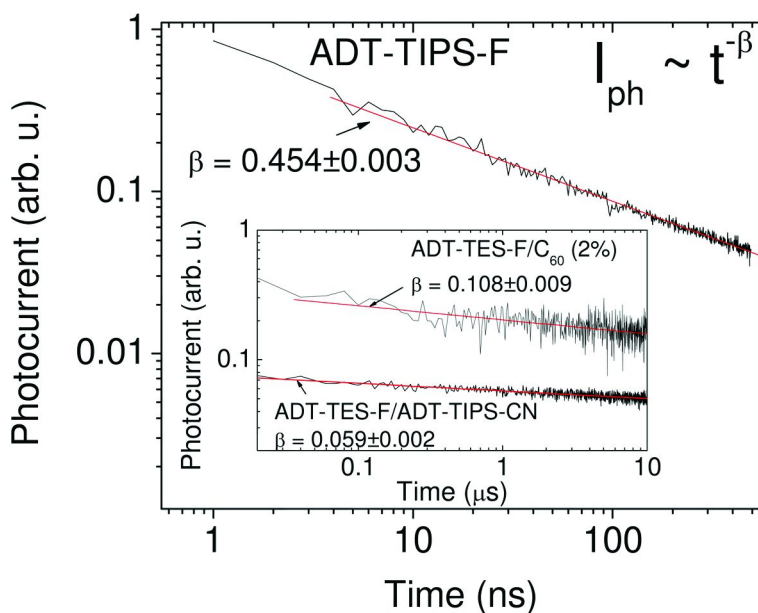 ADT-TIPS-F
I_ph ~ t^-β
β = 0.454±0.003
Photocurrent (arb. u.)
1
0.1
0.01
1
10
100
Time (ns)
ADT-TES-F/C₆₀ (2%)
β = 0.108±0.009
ADT-TES-F/ADT-TIPS-CN
β = 0.059±0.002
Photocurrent (arb. u.)
1
0.1
0.1
1
10
Time (μs)